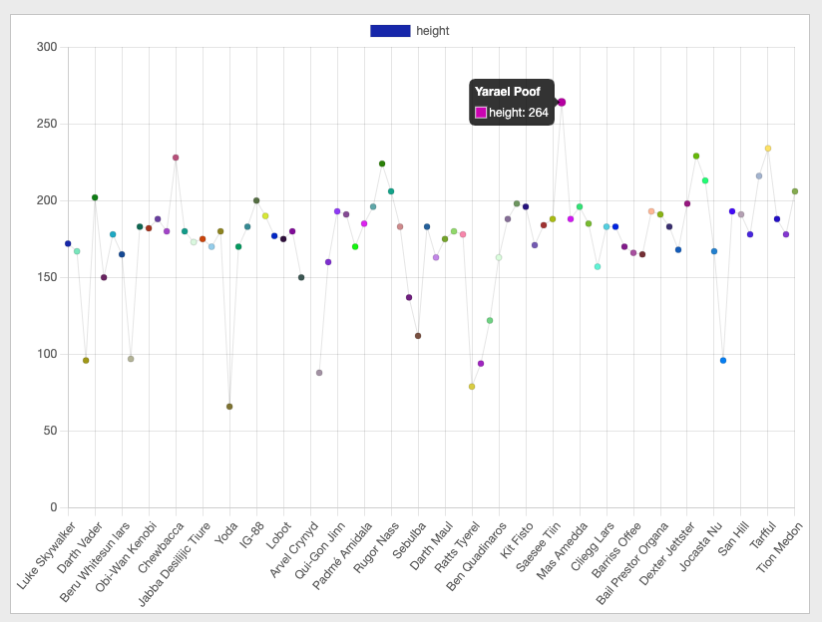 height
300
250
200
150
100
50
0
Yarael Poof
height: 264
Luke Skywalker
Darth Vader
Beru Whitesun lars
Obi-Wan Kenobi
Chewbacca
Jabba Desilijic Tiure
Yoda
IG-88
Lobot
Arvel Crynyd
Qui-Gon Jinn
Padmé Amidala
Rugor Nass
Sebulba
Darth Maul
Ratts Tyerel
Ben Quadinaros
Kit Fisto
Saesee Tiin
Mas Amedda
Cliegg Lars
Barriss Offee
Bail Prestor Organa
Dexter Jettster
Jocasta Nu
San Hill
Tarfful
Tion Medon